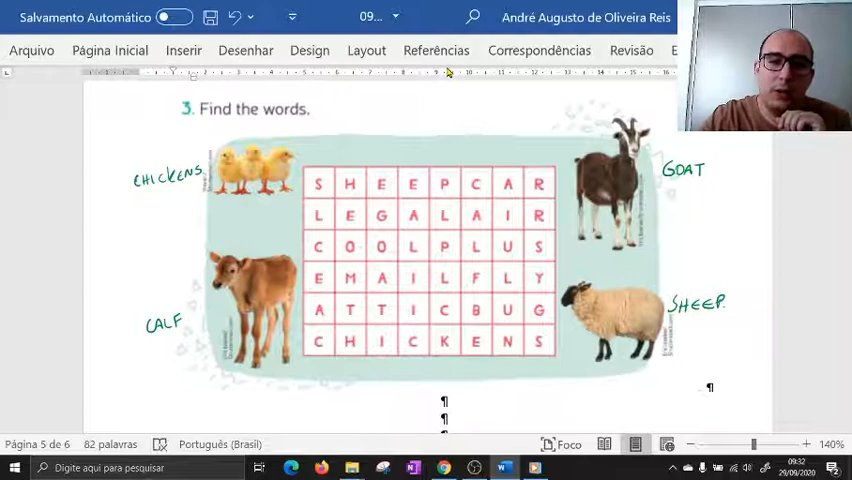 Salvamento Automático
09...
André Augusto de Oliveira Reis
Arquivo Página Inicial Inserir Desenhar Design Layout Referências Correspondências Revisão E
3. Find the words.
CHICKENS
GOAT
CALF
SHEEP.
S H E E P C A R
L E G A L A I R
C O O L P L U S
E M A I L F L Y
A T T I C B U G
C H I C K E N S
Página 5 de 6 82 palavras Português (Brasil) Foco 140%
Digite aqui para pesquisar
09:32
29/09/2020